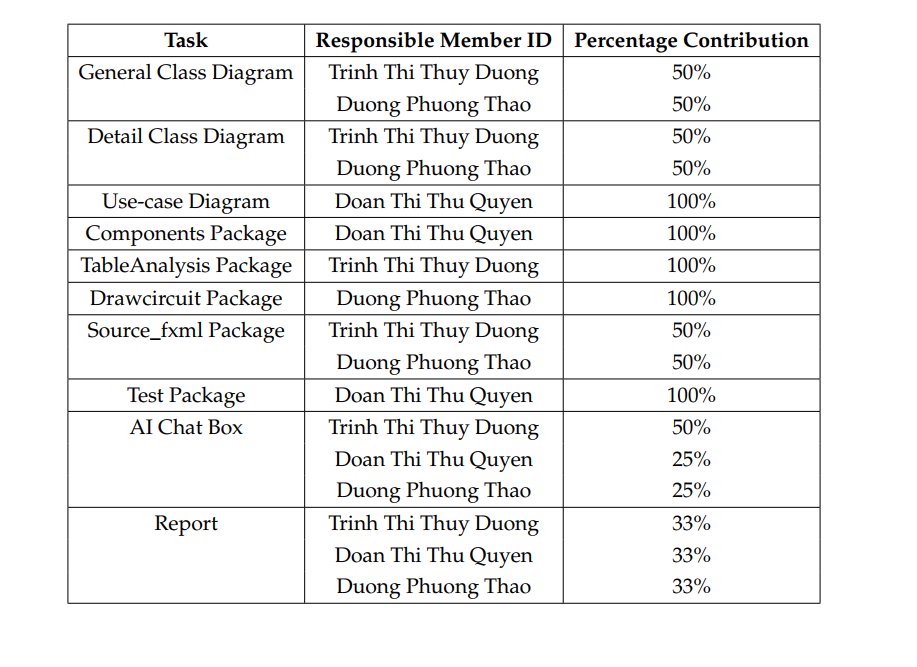 Task Responsible Member ID Percentage Contribution
General Class Diagram Trinh Thi Thuy Duong 50%
Duong Phuong Thao 50%
Detail Class Diagram Trinh Thi Thuy Duong 50%
Duong Phuong Thao 50%
Use-case Diagram Doan Thi Thu Quyen 100%
Components Package Doan Thi Thu Quyen 100%
TableAnalysis Package Trinh Thi Thuy Duong 100%
Drawcircuit Package Duong Phuong Thao 100%
Source_fxml Package Trinh Thi Thuy Duong 50%
Duong Phuong Thao 50%
Test Package Doan Thi Thu Quyen 100%
AI Chat Box Trinh Thi Thuy Duong 50%
Doan Thi Thu Quyen 25%
Duong Phuong Thao 25%
Report Trinh Thi Thuy Duong 33%
Doan Thi Thu Quyen 33%
Duong Phuong Thao 33%